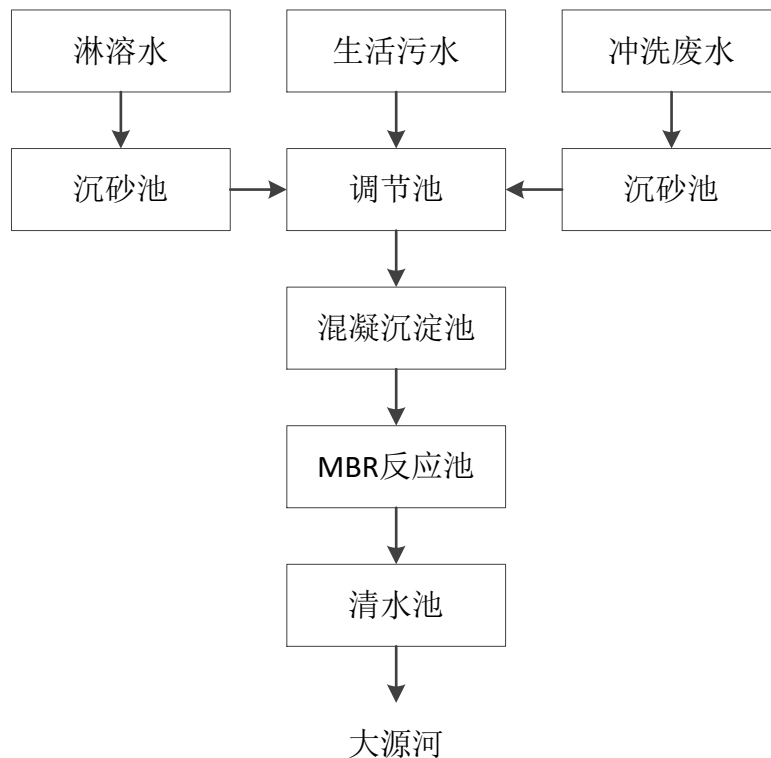 淋溶水
生活污水
冲洗废水
沉砂池
调节池
沉砂池
混凝沉淀池
MBR反应池
清水池
大源河